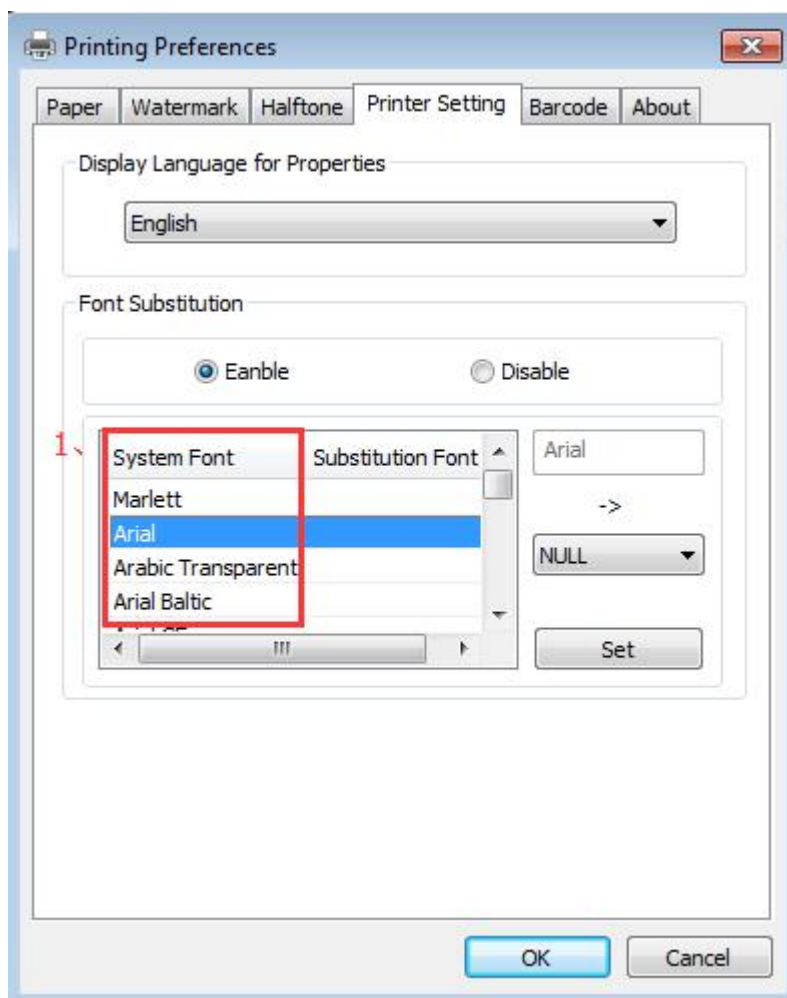 Printing Preferences
Paper Watermark Halftone Printer Setting Barcode About
Display Language for Properties
English
Font Substitution
Eanble Disable
1、
System Font Substitution Font
Marlett
Arial
Arabic Transparent
Arial Baltic
Arial
->
NULL
Set
OK Cancel